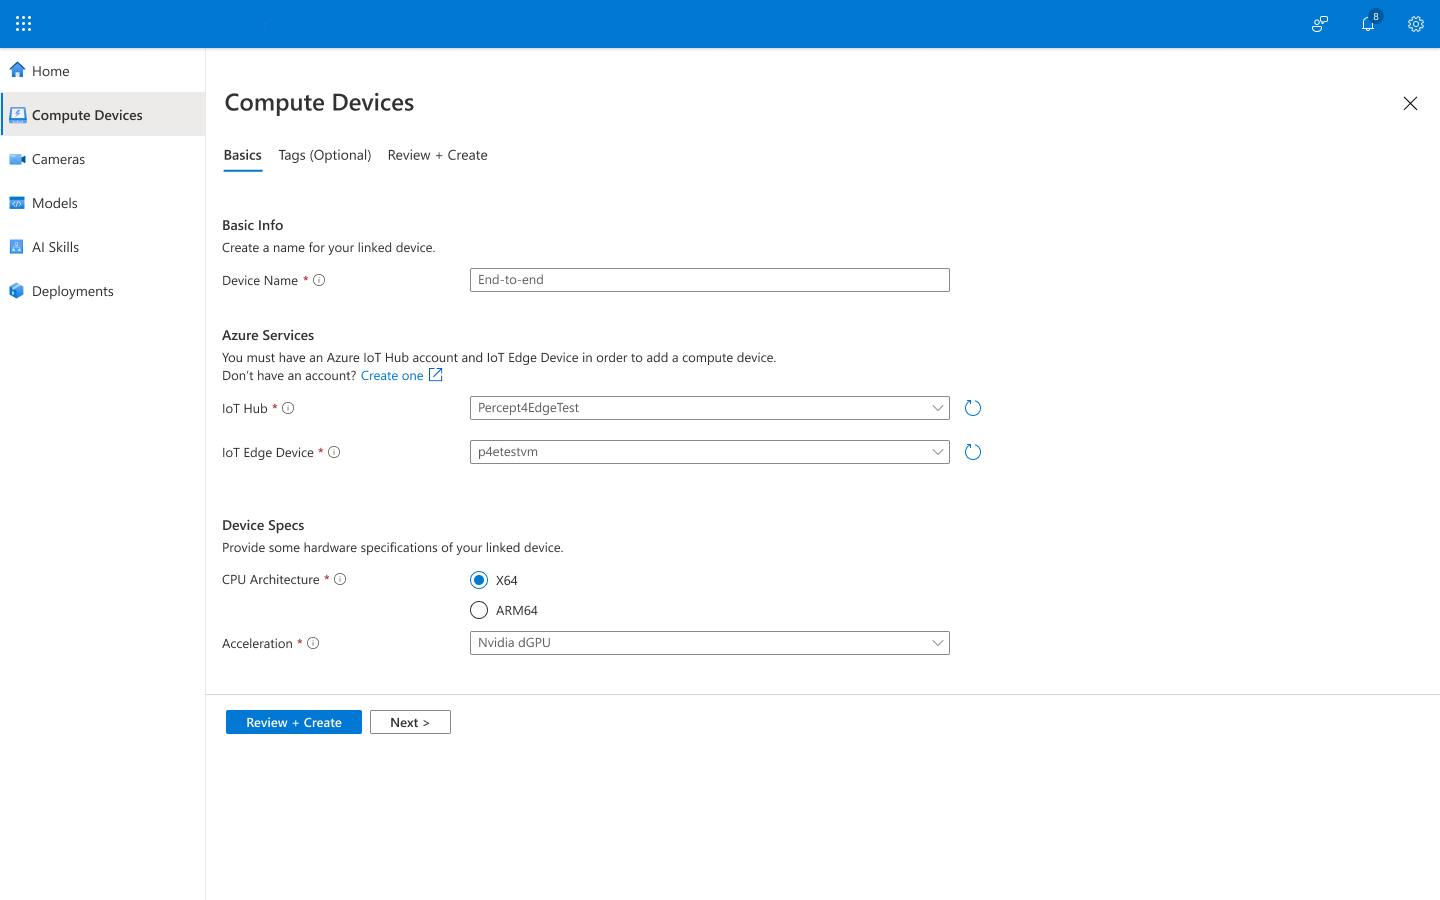 8
Home
Compute Devices
Cameras
Models
AI Skills
Deployments
Compute Devices
Basics Tags (Optional) Review + Create
Basic Info
Create a name for your linked device.
Device Name * End-to-end
Azure Services
You must have an Azure IoT Hub account and IoT Edge Device in order to add a compute device.
Don't have an account? Create one
IoT Hub * Percept4EdgeTest
IoT Edge Device * p4etestvm
Device Specs
Provide some hardware specifications of your linked device.
CPU Architecture * X64
ARM64
Acceleration * Nvidia dGPU
Review + Create Next >